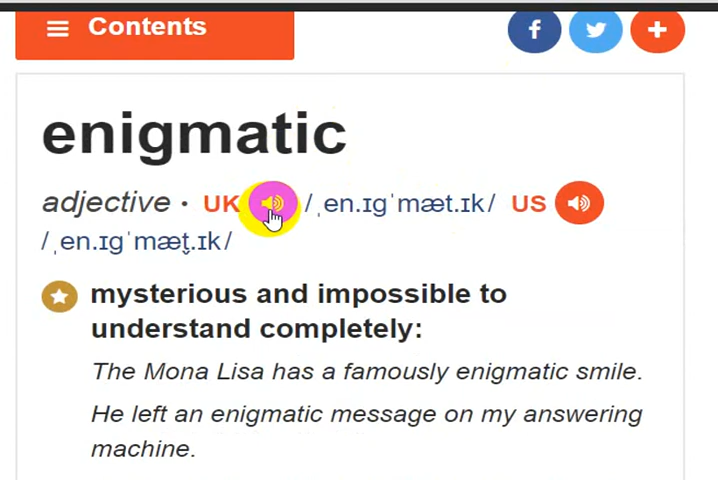 Contents
enigmatic
adjective · UK /ˌen.ɪɡˈmæt.ɪk/ US
/ˌen.ɪɡˈmæt̬.ɪk/
mysterious and impossible to
understand completely:
The Mona Lisa has a famously enigmatic smile.
He left an enigmatic message on my answering
machine.